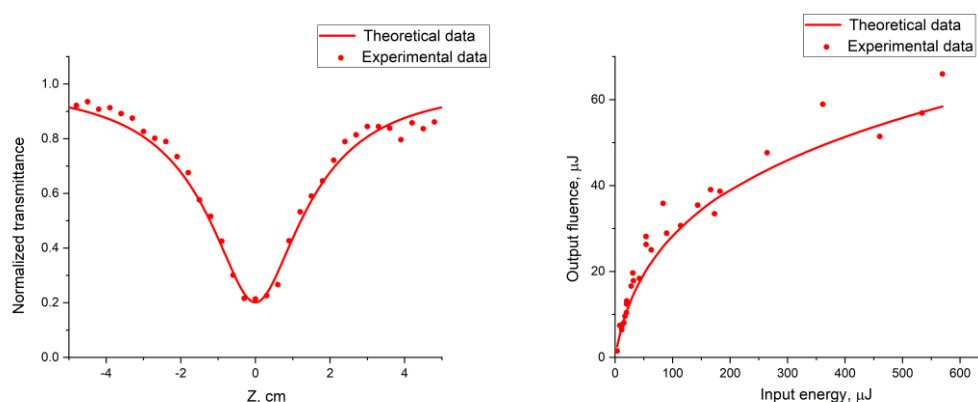 Theoretical data
Experimental data
1.0
0.8
0.6
0.4
0.2
0.0
Normalized transmittance
-4
-2
0
2
4
Z, cm
Theoretical data
Experimental data
60
40
20
0
Output fluence, μJ
0
100
200
300
400
500
600
Input energy, μJ